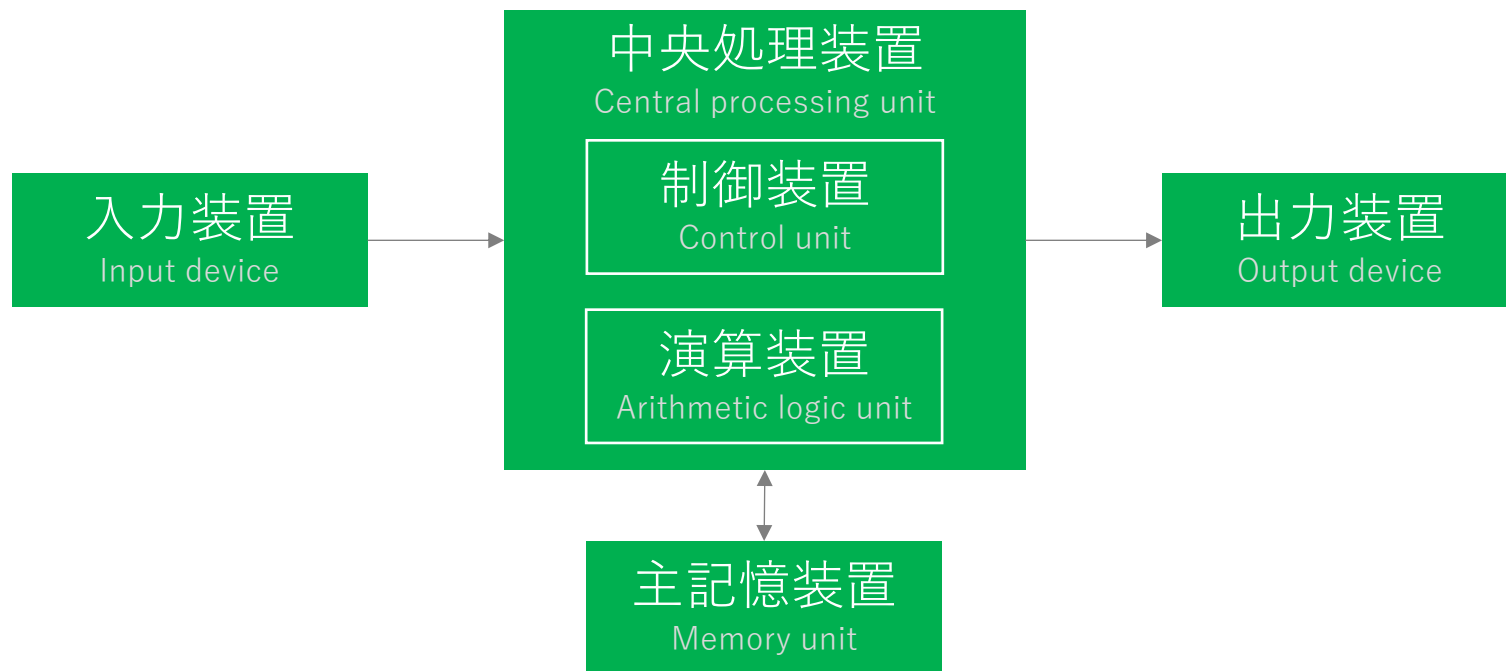 中央処理装置
Central processing unit
制御装置
Control unit
演算装置
Arithmetic logic unit
入力装置
Input device
出力装置
Output device
主記憶装置
Memory unit